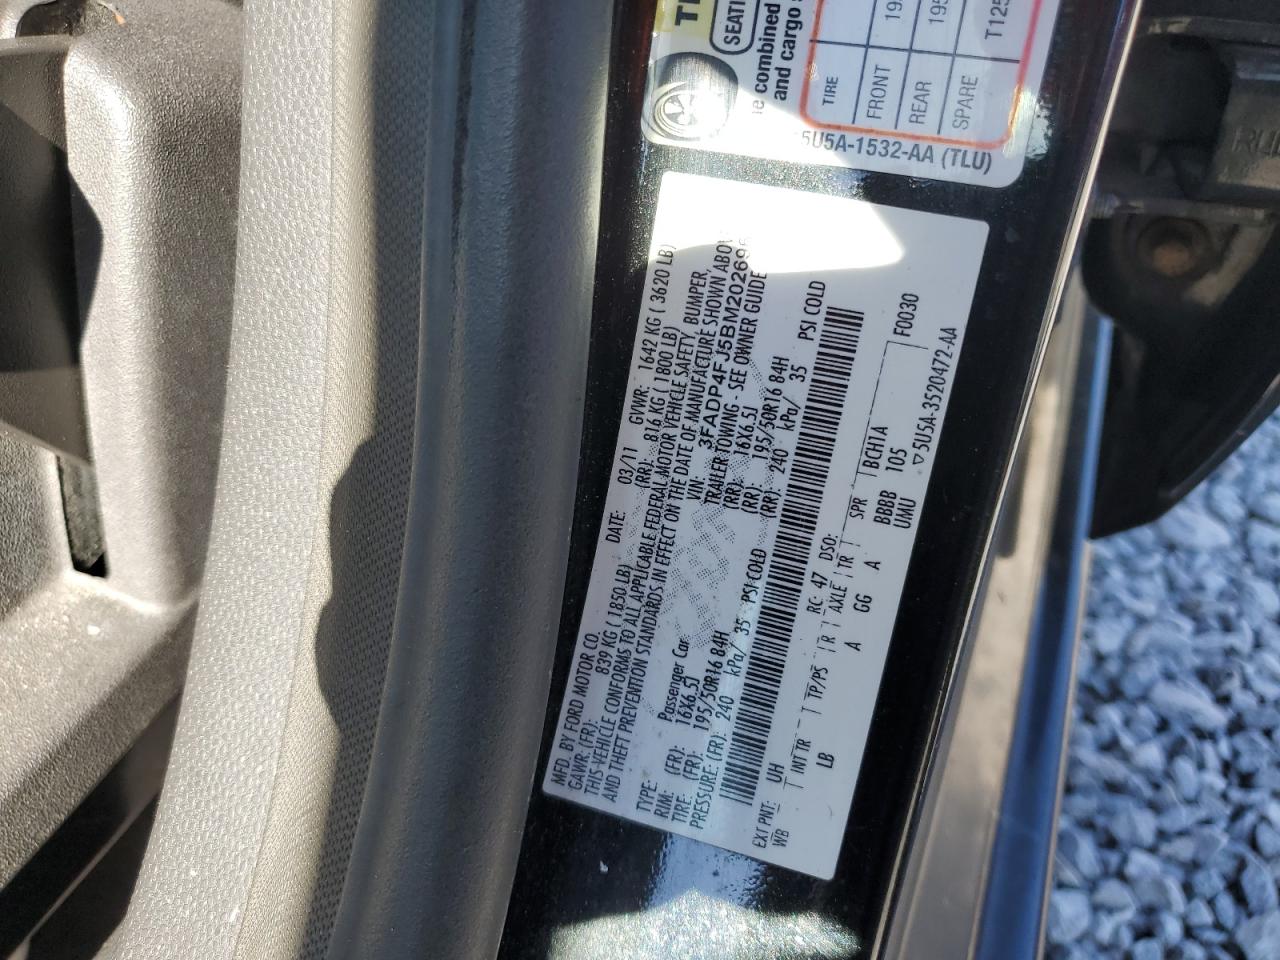 SEATI
e combined
and cargo s
TIRE
FRONT 19
REAR 195
SPARE T125
5U5A-1532-AA (TLU)
MFD. BY FORD MOTOR CO.
DATE: 03/11 GVWR: 1642 KG ( 3620 LB)
GAWR: (FR): 839 KG ( 1850 LB) (RR): 816 KG ( 1800 LB)
THIS VEHICLE CONFORMS TO ALL APPLICABLE FEDERAL MOTOR VEHICLE SAFETY, BUMPER,
AND THEFT PREVENTION STANDARDS IN EFFECT ON THE DATE OF MANUFACTURE SHOWN ABOV
VIN: 3FADP4FJ5BM20269
TYPE: Passenger Car TRAILER TOWING - SEE OWNER GUIDE
RIM: (FR): 16X6.5J (RR): 16X6.5J
TIRE: (FR): 195/50R16 84H (RR): 195/50R16 84H
PRESSURE: (FR): 240 kPa/ 35 PSI COLD (RR): 240 kPa/ 35 PSI COLD
EXT PNT: UH RC: 47 DSO: F0030
WB INT TR TP/PS R AXLE TR SPR BCH1A
LB A GG A BBBB 105
UMU
▽5U5A-3520472-AA